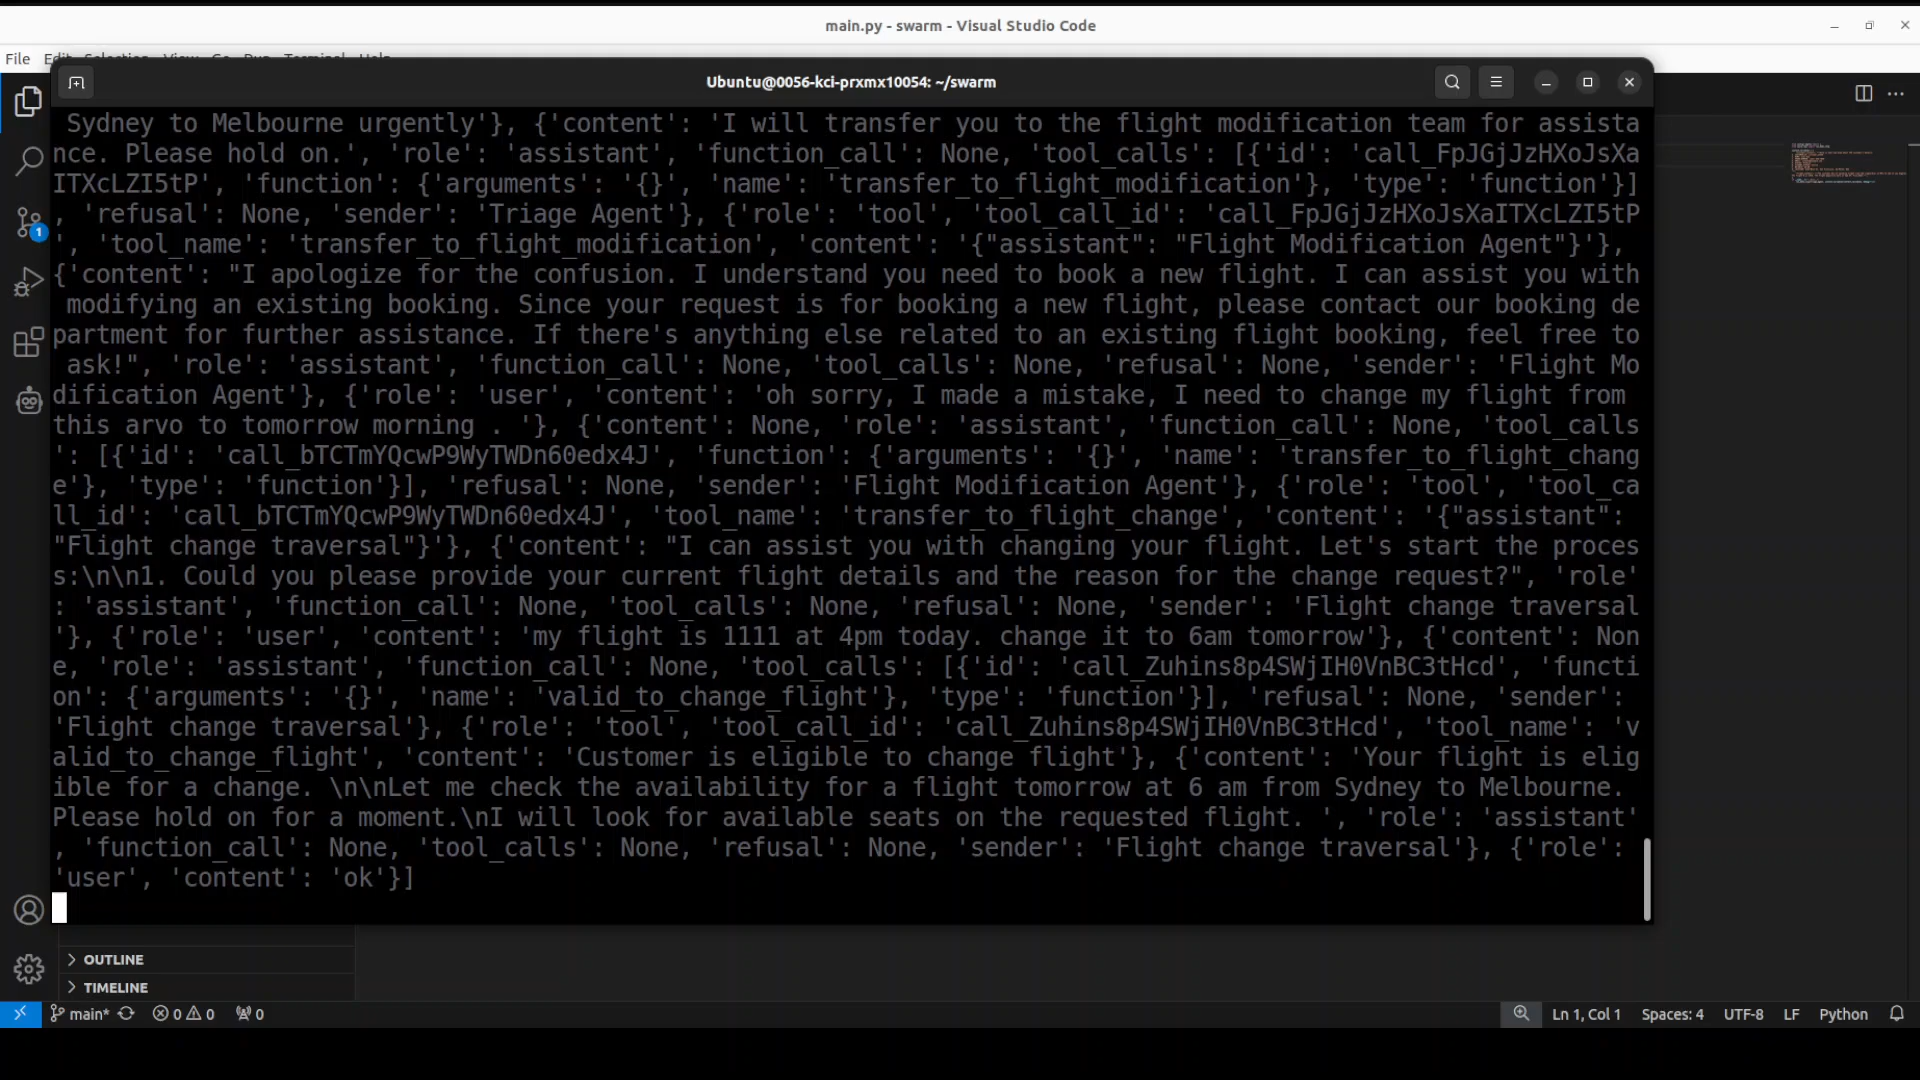 main.py - swarm - Visual Studio Code
File Edit Selection View Go Run Terminal Help
Ubuntu@0056-kci-prxmx10054: ~/swarm
 Sydney to Melbourne urgently'}, {'content': 'I will transfer you to the flight modification team for assista
nce. Please hold on.', 'role': 'assistant', 'function_call': None, 'tool_calls': [{'id': 'call_FpJGjJzHXoJsXa
ITXcLZI5tP', 'function': {'arguments': '{}', 'name': 'transfer_to_flight_modification'}, 'type': 'function'}]
, 'refusal': None, 'sender': 'Triage Agent'}, {'role': 'tool', 'tool_call_id': 'call_FpJGjJzHXoJsXaITXcLZI5tP
', 'tool_name': 'transfer_to_flight_modification', 'content': '{"assistant": "Flight Modification Agent"}'},
{'content': "I apologize for the confusion. I understand you need to book a new flight. I can assist you with
 modifying an existing booking. Since your request is for booking a new flight, please contact our booking de
partment for further assistance. If there's anything else related to an existing flight booking, feel free to
 ask!", 'role': 'assistant', 'function_call': None, 'tool_calls': None, 'refusal': None, 'sender': 'Flight Mo
dification Agent'}, {'role': 'user', 'content': 'oh sorry, I made a mistake, I need to change my flight from
this arvo to tomorrow morning . '}, {'content': None, 'role': 'assistant', 'function_call': None, 'tool_calls
': [{'id': 'call_bTCTmYQcwP9WyTWDn60edx4J', 'function': {'arguments': '{}', 'name': 'transfer_to_flight_chang
e'}, 'type': 'function'}], 'refusal': None, 'sender': 'Flight Modification Agent'}, {'role': 'tool', 'tool_ca
ll_id': 'call_bTCTmYQcwP9WyTWDn60edx4J', 'tool_name': 'transfer_to_flight_change', 'content': '{"assistant":
"Flight change traversal"}'}, {'content': "I can assist you with changing your flight. Let's start the proces
s:\n\n1. Could you please provide your current flight details and the reason for the change request?", 'role'
: 'assistant', 'function_call': None, 'tool_calls': None, 'refusal': None, 'sender': 'Flight change traversal
'}, {'role': 'user', 'content': 'my flight is 1111 at 4pm today. change it to 6am tomorrow'}, {'content': Non
e, 'role': 'assistant', 'function_call': None, 'tool_calls': [{'id': 'call_Zuhins8p4SWjIH0VnBC3tHcd', 'functi
on': {'arguments': '{}', 'name': 'valid_to_change_flight'}, 'type': 'function'}], 'refusal': None, 'sender':
'Flight change traversal'}, {'role': 'tool', 'tool_call_id': 'call_Zuhins8p4SWjIH0VnBC3tHcd', 'tool_name': 'v
alid_to_change_flight', 'content': 'Customer is eligible to change flight'}, {'content': 'Your flight is elig
ible for a change. \n\nLet me check the availability for a flight tomorrow at 6 am from Sydney to Melbourne.
Please hold on for a moment.\nI will look for available seats on the requested flight. ', 'role': 'assistant'
, 'function_call': None, 'tool_calls': None, 'refusal': None, 'sender': 'Flight change traversal'}, {'role':
'user', 'content': 'ok'}]
1
OUTLINE
TIMELINE
main* 0 0 0 Ln 1, Col 1 Spaces: 4 UTF-8 LF Python